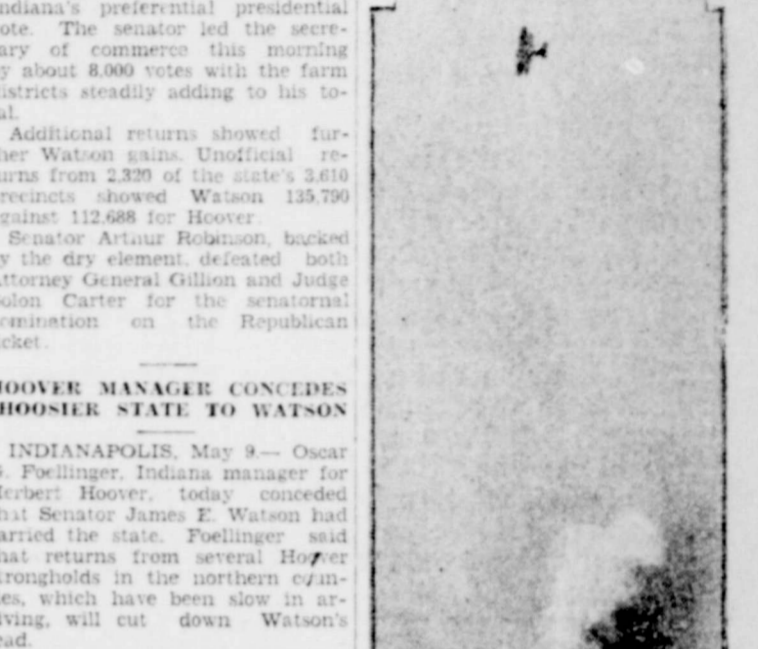 ndiana's preferential presidential
ote. The senator led the secre-
ary of commerce this morning
y about 8,000 votes with the farm
istricts steadily adding to his to-
al.
Additional returns showed fur-
her Watson gains. Unofficial re-
urns from 2,320 of the state's 3,610
recincts showed Watson 135,790
gainst 112,688 for Hoover.
Senator Arthur Robinson, backed
y the dry element, defeated both
ttorney General Gillion and Judge
olon Carter for the senatornal
omination on the Republican
icket.
HOOVER MANAGER CONCEDES
HOOSIER STATE TO WATSON
INDIANAPOLIS, May 9.— Oscar
G. Foellinger, Indiana manager for
Herbert Hoover, today conceded
hat Senator James E. Watson had
arried the state. Foellinger said
hat returns from several Hoover
trongholds in the northern coun-
ies, which have been slow in ar-
iving, will cut down Watson's
ead.